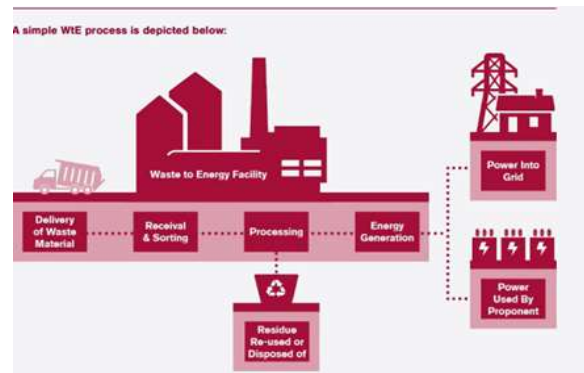 A simple WtE process is depicted below:
Waste to Energy Facility
Delivery
of Waste
Material
Receival
& Sorting
Processing
Energy
Generation
Power Into
Grid
Power
Used By
Proponent
Residue
Re-used or
Disposed of